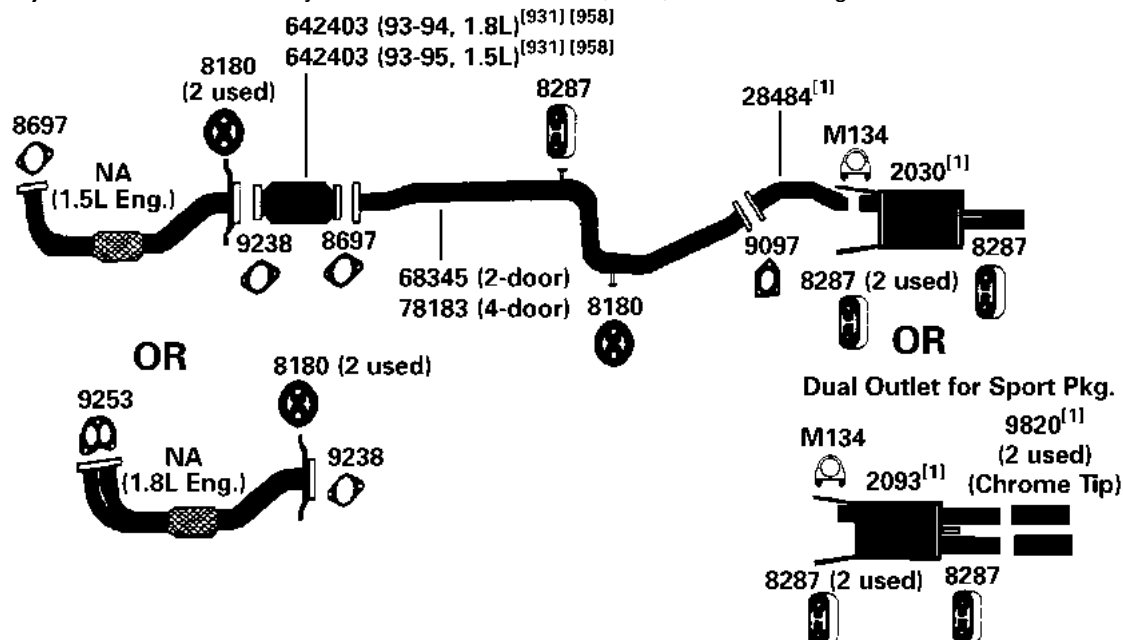 642403 (93-94, 1.8L)[931] [958]
642403 (93-95, 1.5L)[931] [958]
8180
(2 used)
8287
28484[1]
8697
M134
NA
(1.5L Eng.)
2030[1]
9238
8697
9097
8287
68345 (2-door)
78183 (4-door)
8180
8287 (2 used)
OR
OR
8180 (2 used)
Dual Outlet for Sport Pkg.
9253
9820[1]
(2 used)
(Chrome Tip)
M134
NA
(1.8L Eng.)
9238
2093[1]
8287 (2 used)
8287